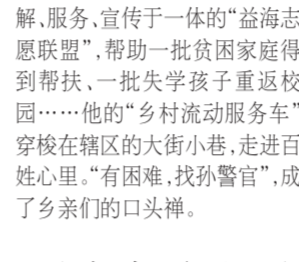 解、服务、宣传于一体的“益海志
愿联盟”,帮助一批贫困家庭得
到帮扶、一批失学孩子重返校
园……他的“乡村流动服务车”
穿梭在辖区的大街小巷,走进百
姓心里。“有困难,找孙警官”,成
了乡亲们的口头禅。